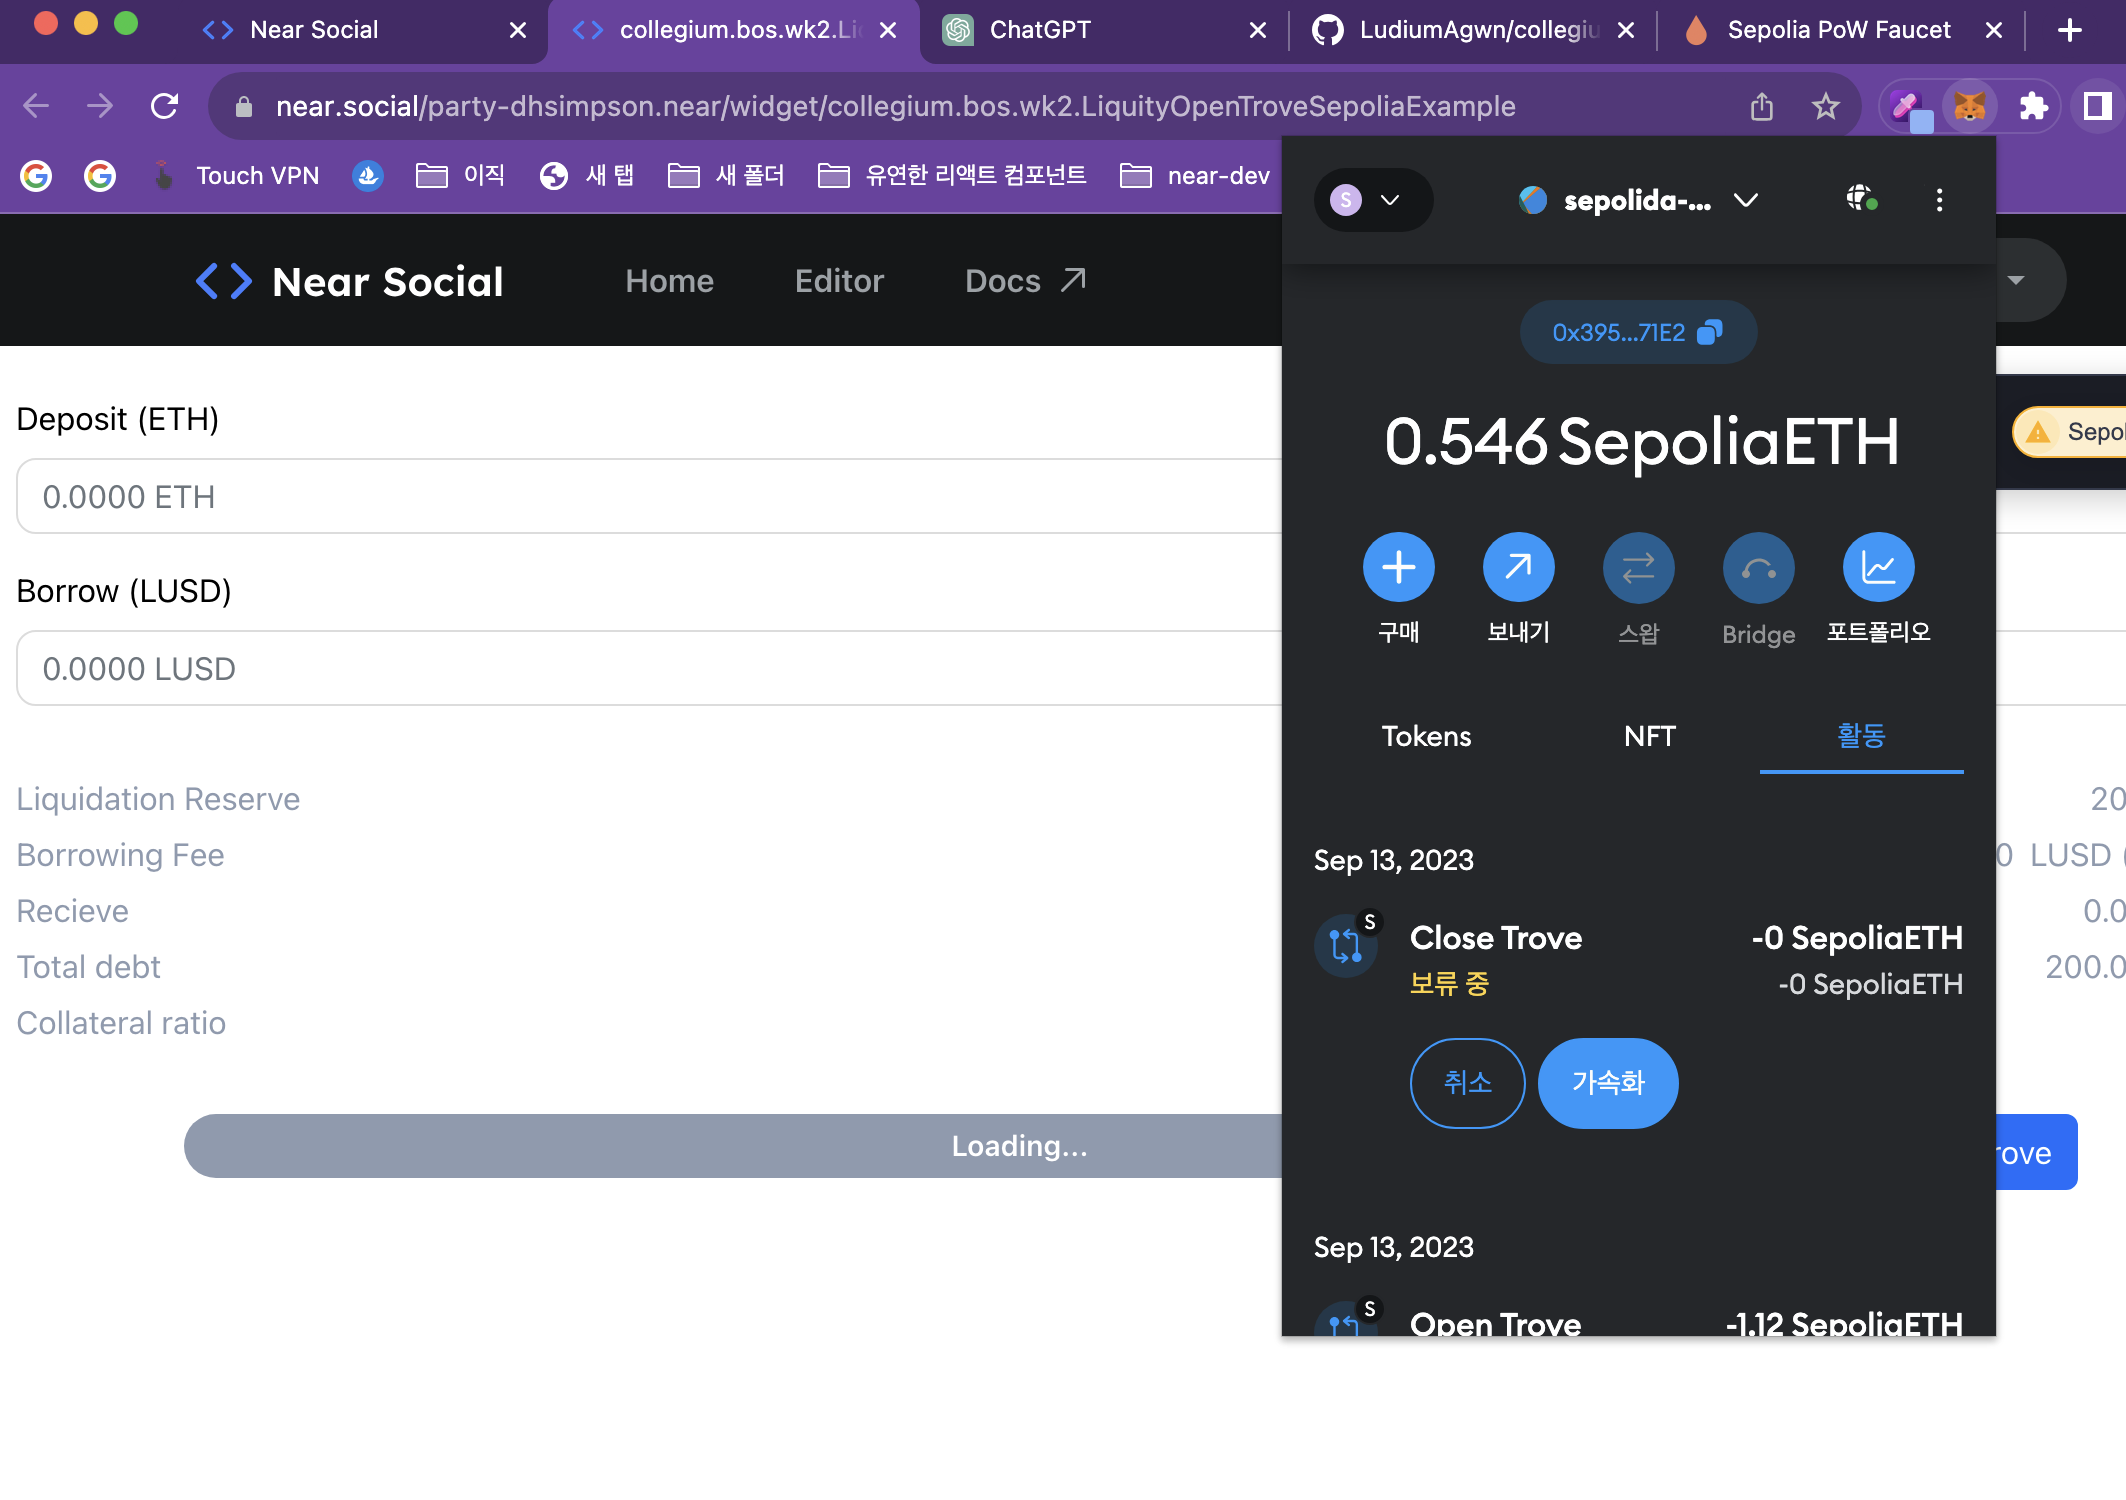 Near Social
collegium.bos.wk2.Li
ChatGPT
LudiumAgwn/collegiu
Sepolia PoW Faucet
near.social/party-dhsimpson.near/widget/collegium.bos.wk2.LiquityOpenTroveSepoliaExample
Touch VPN
이직
새 탭
새 폴더
유연한 리액트 컴포넌트
near-dev
S
sepolida-...
Near Social
Home
Editor
Docs
0x395...71E2
0.546 SepoliaETH
Deposit (ETH)
0.0000 ETH
Sepol
Borrow (LUSD)
0.0000 LUSD
구매
보내기
스왑
Bridge
포트폴리오
Tokens
NFT
활동
Liquidation Reserve
20
Borrowing Fee
0 LUSD (
Recieve
0.0
Total debt
200.0
Collateral ratio
Sep 13, 2023
S
Close Trove
-0 SepoliaETH
보류 중
-0 SepoliaETH
취소
가속화
Loading...
rove
Sep 13, 2023
S
Open Trove
-1.12 SepoliaETH